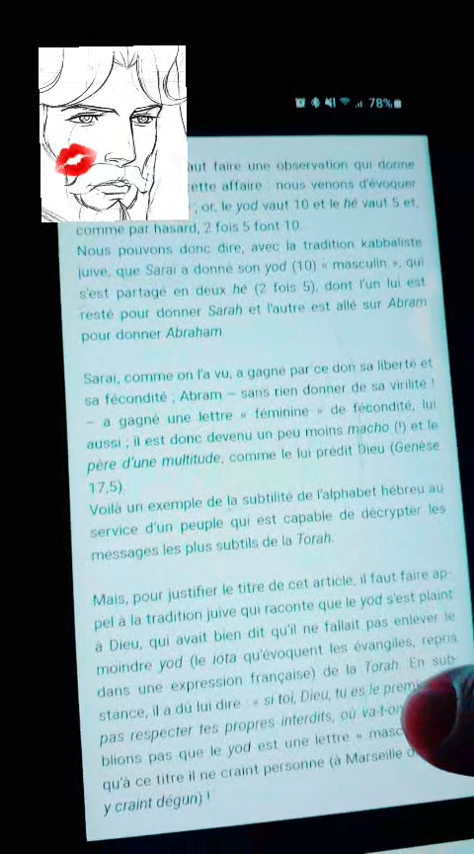 78%
aut faire une observation qui donne
ette affaire : nous venons d'évoquer
, or, le yod vaut 10 et le hé vaut 5 et,
comme par hasard, 2 fois 5 font 10.
Nous pouvons donc dire, avec la tradition kabbaliste
juive, que Saraï a donné son yod (10) « masculin », qui
s'est partagé en deux hé (2 fois 5), dont l'un lui est
resté pour donner Sarah et l'autre est allé sur Abram
pour donner Abraham.
Saraï, comme on l'a vu, a gagné par ce don sa liberté et
sa fécondité ; Abram – sans rien donner de sa virilité !
– a gagné une lettre « féminine » de fécondité, lui
aussi ; il est donc devenu un peu moins macho (!) et le
père d'une multitude, comme le lui prédit Dieu (Genèse
17,5).
Voilà un exemple de la subtilité de l'alphabet hébreu au
service d'un peuple qui est capable de décrypter les
messages les plus subtils de la Torah.
Mais, pour justifier le titre de cet article, il faut faire ap-
pel à la tradition juive qui raconte que le yod s'est plaint
à Dieu, qui avait bien dit qu'il ne fallait pas enlever le
moindre yod (le iota qu'évoquent les évangiles, repris
dans une expression française) de la Torah. En sub-
stance, il a dû lui dire : « si toi, Dieu, tu es le premi
pas respecter tes propres interdits, où va-t-on
blions pas que le yod est une lettre « masc
qu'à ce titre il ne craint personne (à Marseille
y craint dégun) !